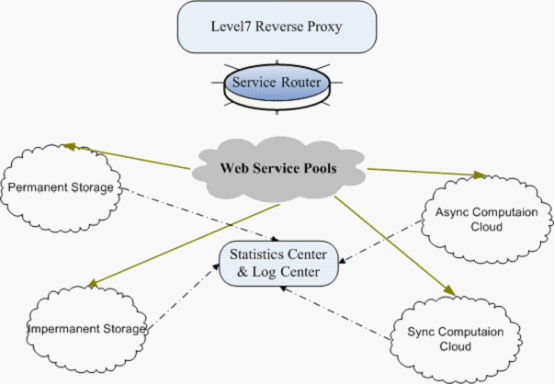 Level7 Reverse Proxy
Service Router
Web Service Pools
Permanent Storage
Async Computaion
Cloud
Statistics Center
& Log Center
Impermanent Storage
Sync Computaion
Cloud